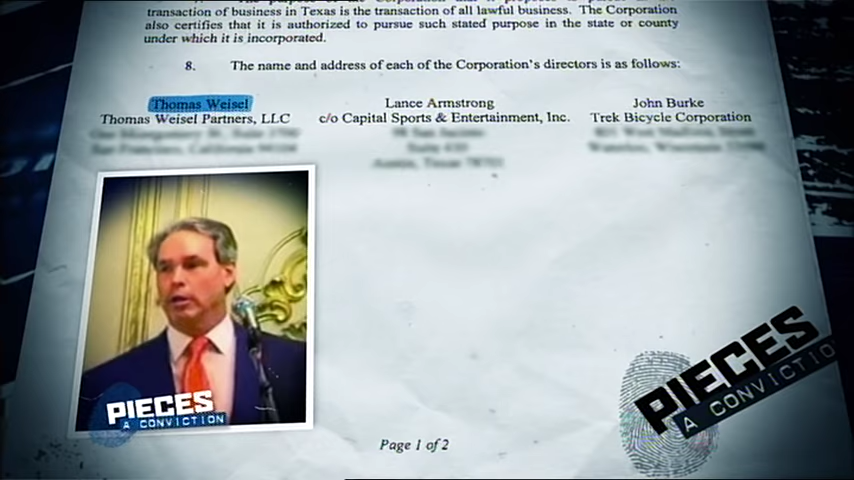 transaction of business in Texas is the transaction of all lawful business. The Corporation
also certifies that it is authorized to pursue such stated purpose in the state or county
under which it is incorporated.
8. The name and address of each of the Corporation's directors is as follows:
Thomas Weisel
Thomas Weisel Partners, LLC
Lance Armstrong
c/o Capital Sports & Entertainment, Inc.
Austin, Texas
John Burke
Trek Bicycle Corporation
PIECES
A CONVICTION
PIECES
A CONVICTIO
Page 1 of 2